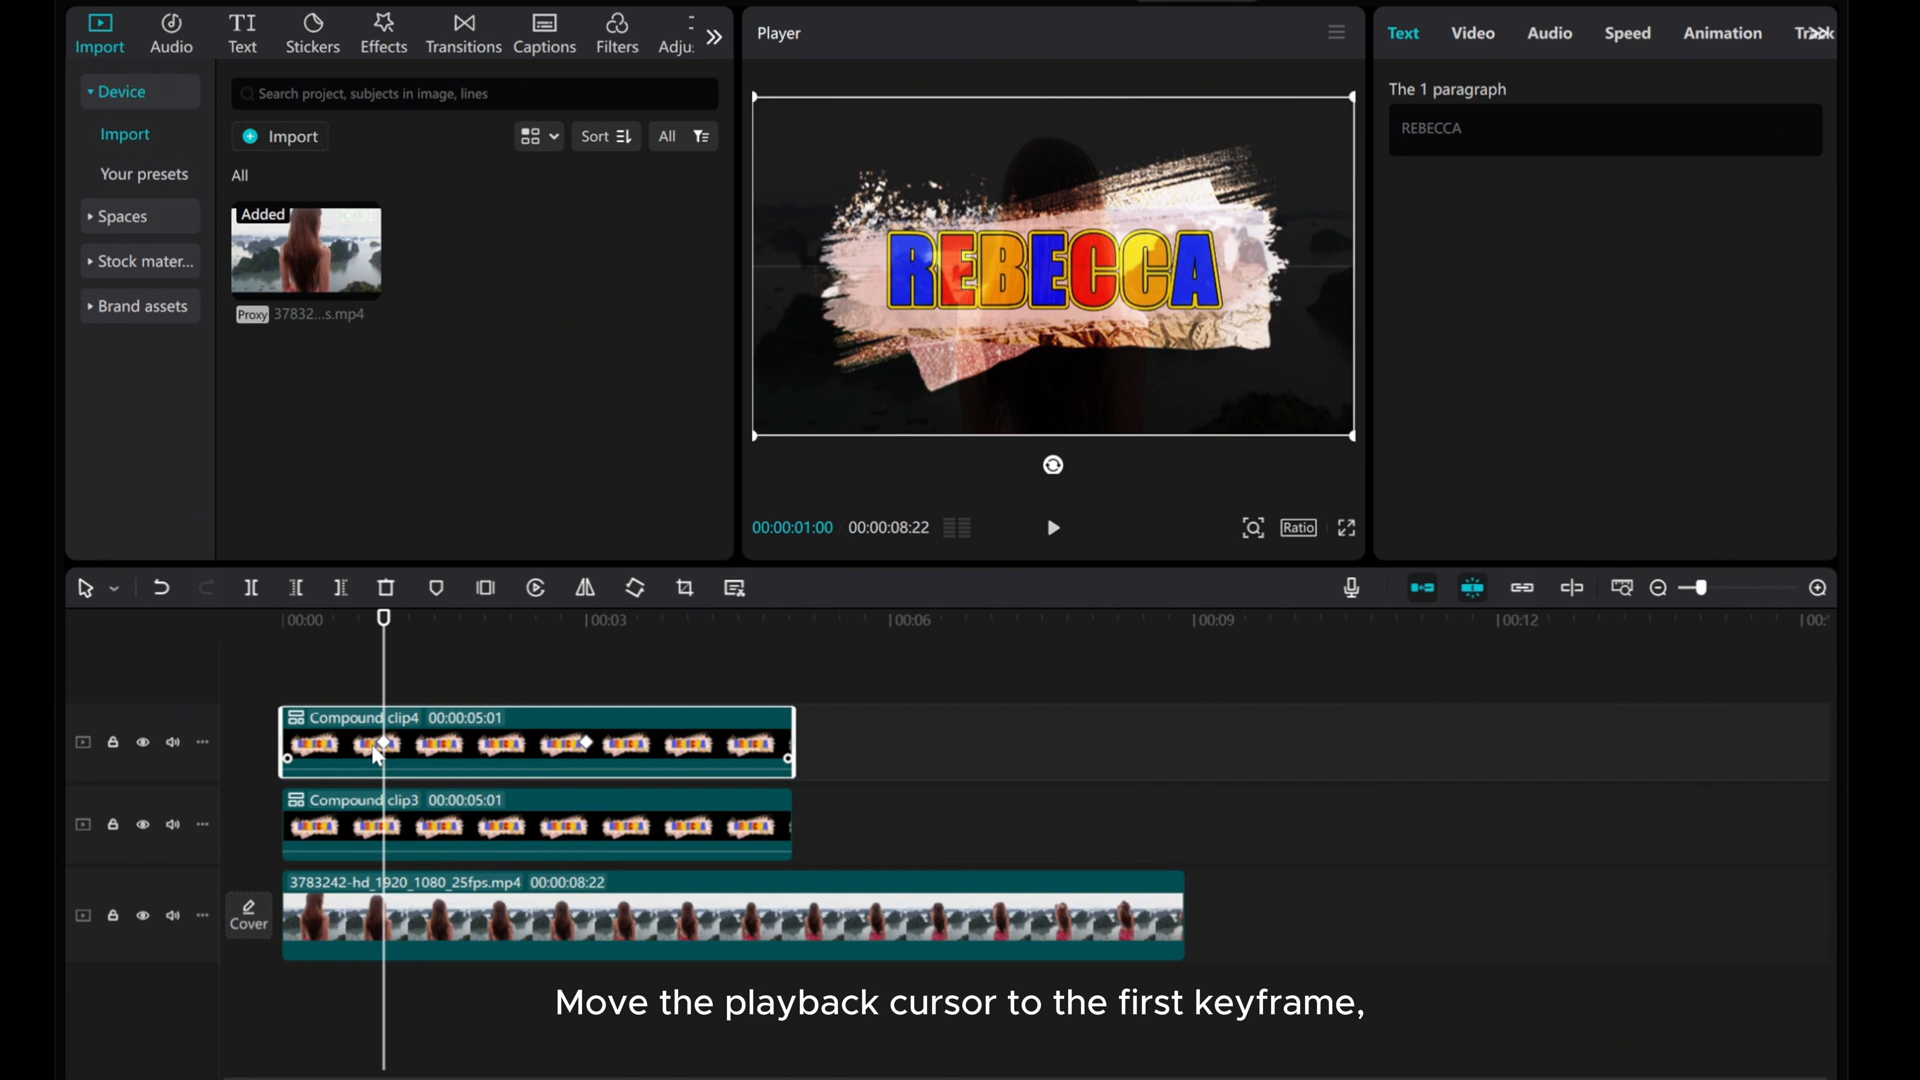 Import
Audio
Text
Stickers
Effects
Transitions
Captions
Filters
Adju
Device
Import
Your presets
Spaces
Stock mater...
Brand assets
Search project, subjects in image, lines
Import
Sort
All
All
Added
Proxy 37832...s.mp4
Player
REBECCA
00:00:01:00
00:00:08:22
Ratio
Text
Video
Audio
Speed
Animation
The 1 paragraph
REBECCA
00:00
00:03
00:06
00:09
00:12
Compound clip4 00:00:05:01
Compound clip3 00:00:05:01
Cover
3783242-hd_1920_1080_25fps.mp4 00:00:08:22
Move the playback cursor to the first keyframe,